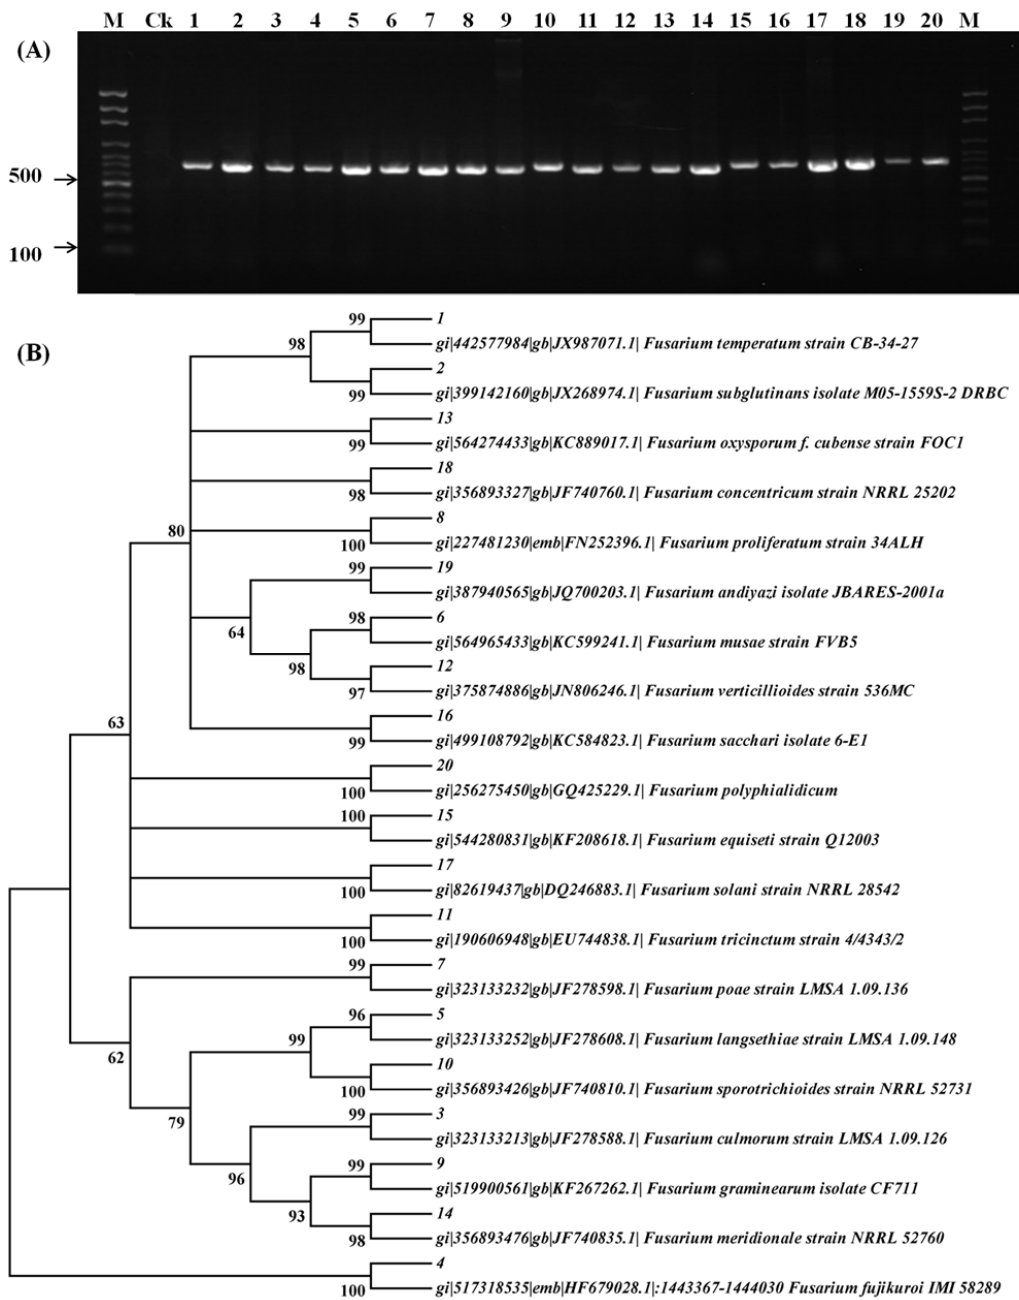 M Ck 1 2 3 4 5 6 7 8 9 10 11 12 13 14 15 16 17 18 19 20 M
(A)
500
100
(B)
99
1
98
gi|442577984|gb|JX987071.1| Fusarium temperatum strain CB-34-27
2
99
gi|399142160|gb|JX268974.1| Fusarium subglutinans isolate M05-1559S-2 DRBC
13
99
gi|564274433|gb|KC889017.1| Fusarium oxysporum f. cubense strain FOC1
18
98
gi|356893327|gb|JF740760.1| Fusarium concentricum strain NRRL 25202
8
80
100
gi|227481230|emb|FN252396.1| Fusarium proliferatum strain 34ALH
99
19
gi|387940565|gb|JQ700203.1| Fusarium andiyazi isolate JBARES-2001a
98
6
64
gi|564965433|gb|KC599241.1| Fusarium musae strain FVB5
98
12
97
gi|375874886|gb|JN806246.1| Fusarium verticillioides strain 536MC
16
63
99
gi|499108792|gb|KC584823.1| Fusarium sacchari isolate 6-E1
20
100
gi|256275450|gb|GQ425229.1| Fusarium polyphialidicum
100
15
gi|544280831|gb|KF208618.1| Fusarium equiseti strain Q12003
17
100
gi|82619437|gb|DQ246883.1| Fusarium solani strain NRRL 28542
11
100
gi|190606948|gb|EU744838.1| Fusarium tricinctum strain 4/4343/2
99
7
gi|323133232|gb|JF278598.1| Fusarium poae strain LMSA 1.09.136
96
5
99
gi|323133252|gb|JF278608.1| Fusarium langsethiae strain LMSA 1.09.148
62
10
100
gi|356893426|gb|JF740810.1| Fusarium sporotrichioides strain NRRL 52731
99
3
79
gi|323133213|gb|JF278588.1| Fusarium culmorum strain LMSA 1.09.126
99
9
96
gi|519900561|gb|KF267262.1| Fusarium graminearum isolate CF711
93
14
98
gi|356893476|gb|JF740835.1| Fusarium meridionale strain NRRL 52760
4
100
gi|517318535|emb|HF679028.1|:1443367-1444030 Fusarium fujikuroi IMI 58289